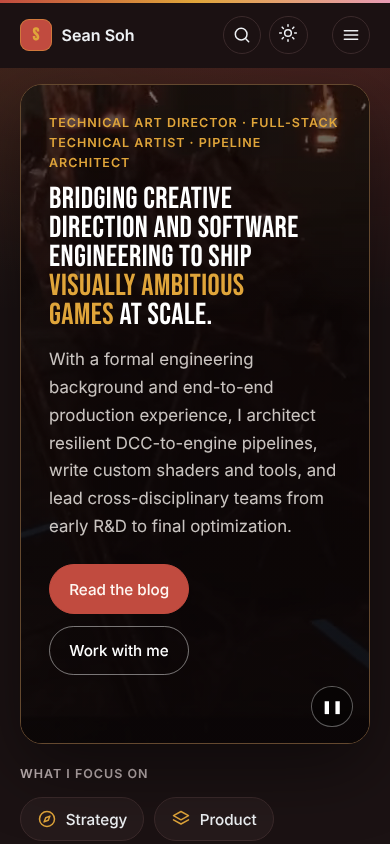 S Sean Soh
TECHNICAL ART DIRECTOR · FULL-STACK
TECHNICAL ARTIST · PIPELINE
ARCHITECT
BRIDGING CREATIVE
DIRECTION AND SOFTWARE
ENGINEERING TO SHIP
VISUALLY AMBITIOUS
GAMES AT SCALE.
With a formal engineering
background and end-to-end
production experience, I architect
resilient DCC-to-engine pipelines,
write custom shaders and tools, and
lead cross-disciplinary teams from
early R&D to final optimization.
Read the blog
Work with me
WHAT I FOCUS ON
Strategy Product